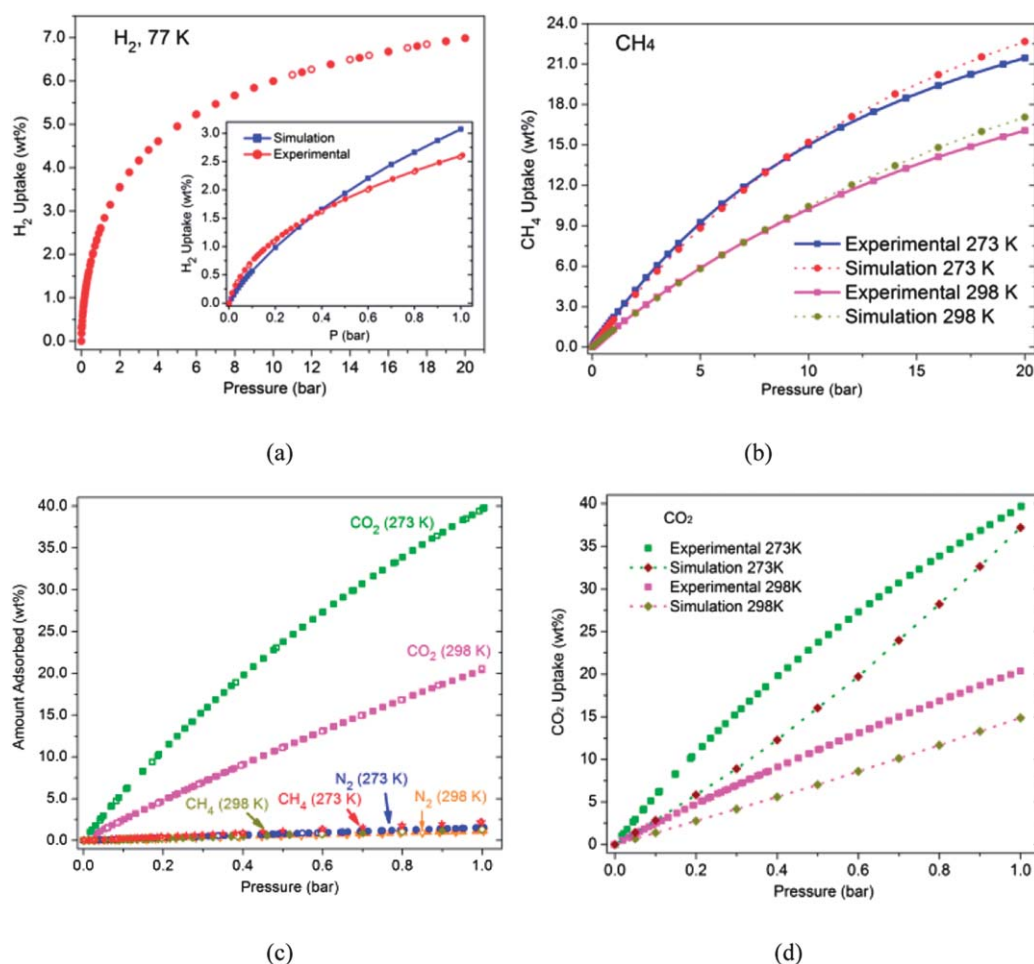 H2, 77 K
7.0
6.0
5.0
4.0
3.0
2.0
1.0
0.0
H2 Uptake (wt%)
0 2 4 6 8 10 12 14 16 18 20
Pressure (bar)
Simulation
Experimental
3.0
2.5
2.0
1.5
1.0
0.5
0.0
H2 Uptake (wt%)
0.0 0.2 0.4 0.6 0.8 1.0
P (bar)
(a)
CH4
24.0
21.0
18.0
15.0
12.0
9.0
6.0
3.0
0.0
CH4 Uptake (wt%)
Experimental 273 K
Simulation 273 K
Experimental 298 K
Simulation 298 K
0 5 10 15 20
Pressure (bar)
(b)
40.0
35.0
30.0
25.0
20.0
15.0
10.0
5.0
0.0
Amount Adsorbed (wt%)
CO2 (273 K)
CO2 (298 K)
N2 (273 K)
CH4 (298 K) CH4 (273 K) N2 (298 K)
0.0 0.2 0.4 0.6 0.8 1.0
Pressure (bar)
(c)
CO2
Experimental 273K
Simulation 273K
Experimental 298K
Simulation 298K
40
35
30
25
20
15
10
5
0
CO2 Uptake (wt%)
0.0 0.2 0.4 0.6 0.8 1.0
Pressure (bar)
(d)